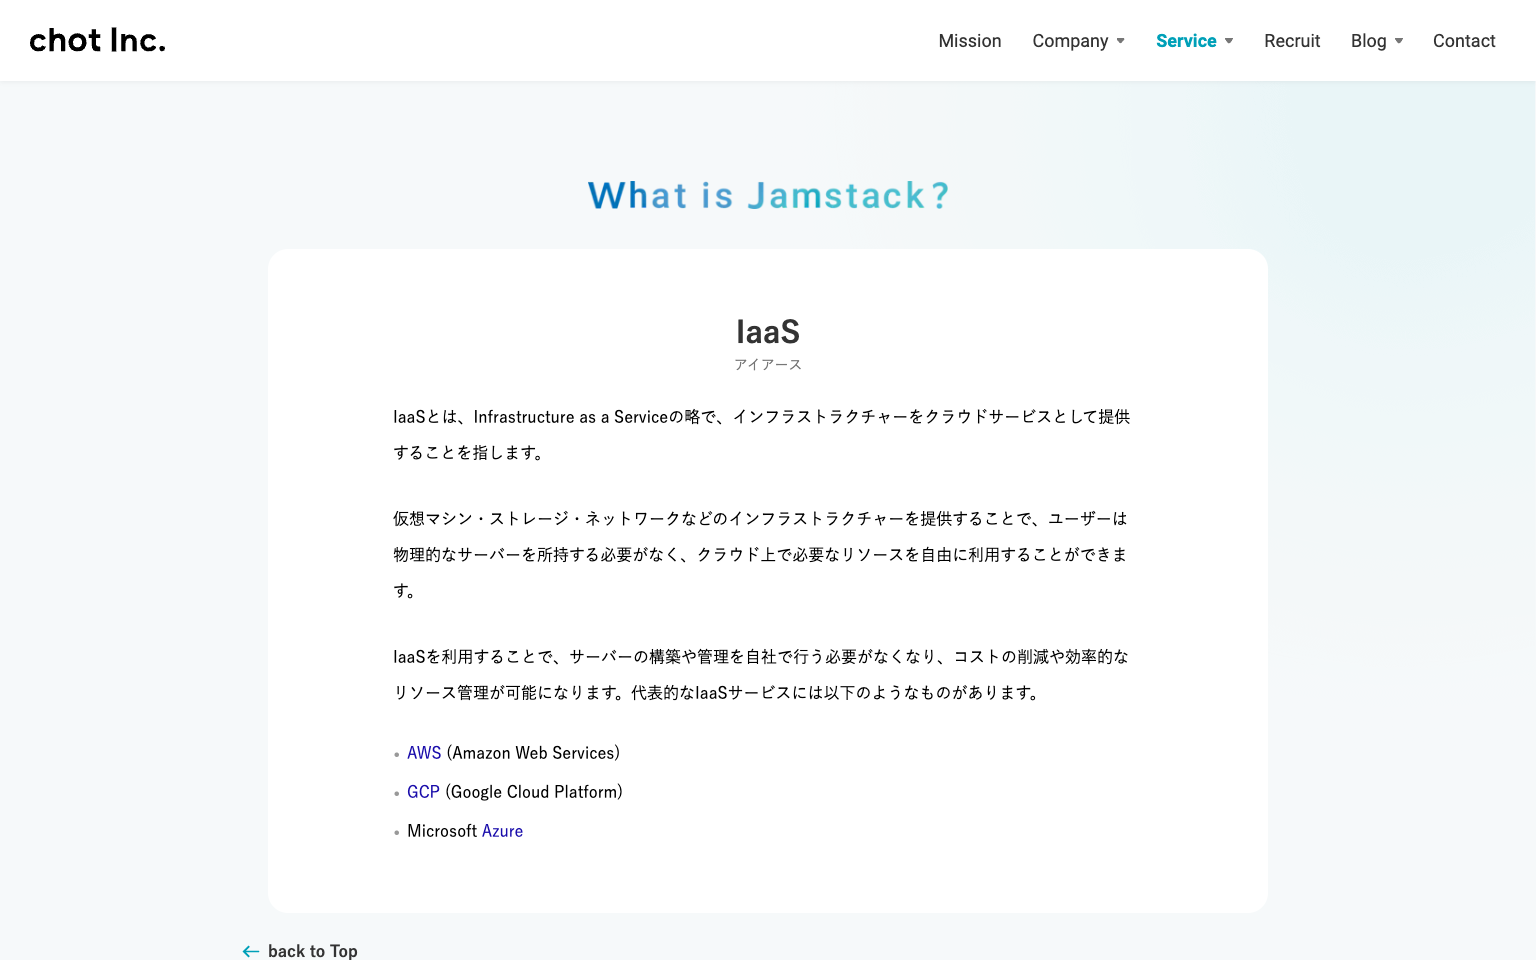 chot Inc.
Mission Company Service Recruit Blog Contact
What is Jamstack?
IaaS
アイアース
IaaSとは、Infrastructure as a Serviceの略で、インフラストラクチャーをクラウドサービスとして提供
することを指します。
仮想マシン・ストレージ・ネットワークなどのインフラストラクチャーを提供することで、ユーザーは
物理的なサーバーを所持する必要がなく、クラウド上で必要なリソースを自由に利用することができま
す。
IaaSを利用することで、サーバーの構築や管理を自社で行う必要がなくなり、コストの削減や効率的な
リソース管理が可能になります。代表的なIaaSサービスには以下のようなものがあります。
• AWS (Amazon Web Services)
• GCP (Google Cloud Platform)
• Microsoft Azure
← back to Top